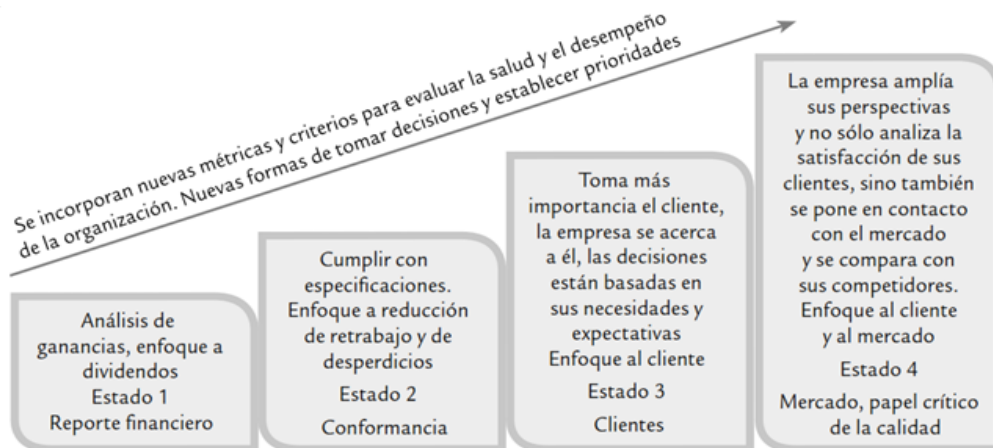 Se incorporan nuevas métricas y criterios para evaluar la salud y el desempeño
de la organización. Nuevas formas de tomar decisiones y establecer prioridades
Análisis de
ganancias, enfoque a
dividendos
Estado 1
Reporte financiero
Cumplir con
especificaciones.
Enfoque a reducción
de retrabajo y de
desperdicios
Estado 2
Conformancia
Toma más
importancia el cliente,
la empresa se acerca
a él, las decisiones
están basadas en
sus necesidades y
expectativas
Enfoque al cliente
Estado 3
Clientes
La empresa amplía
sus perspectivas
y no sólo analiza la
satisfacción de sus
clientes, sino también
se pone en contacto
con el mercado
y se compara con
sus competidores.
Enfoque al cliente
y al mercado
Estado 4
Mercado, papel crítico
de la calidad